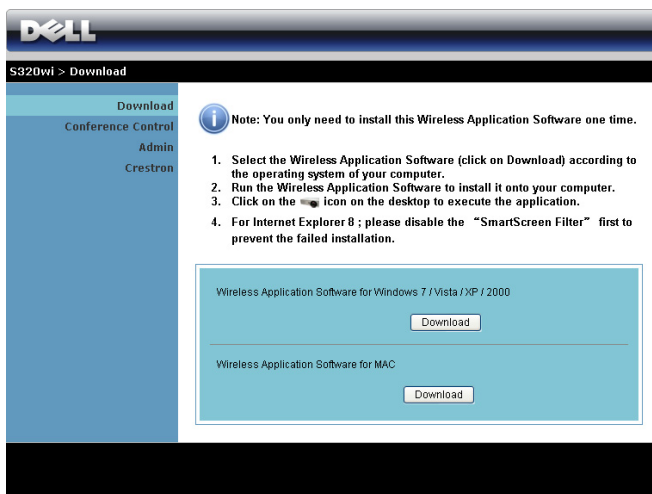 DELL
S320wi > Download
Download
Conference Control
Admin
Crestron
Note: You only need to install this Wireless Application Software one time.
1. Select the Wireless Application Software (click on Download) according to
the operating system of your computer.
2. Run the Wireless Application Software to install it onto your computer.
3. Click on the icon on the desktop to execute the application.
4. For Internet Explorer 8 ; please disable the “SmartScreen Filter” first to
prevent the failed installation.
Wireless Application Software for Windows 7 / Vista / XP / 2000
Download
Wireless Application Software for MAC
Download